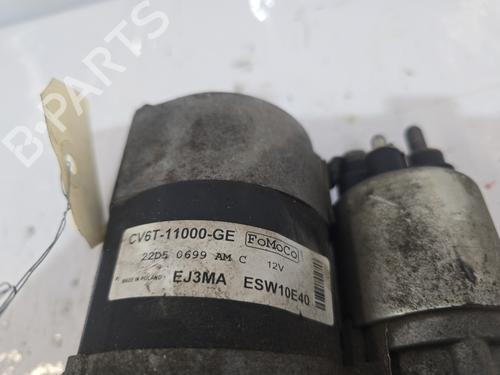 B-PARTS
CV6T-11000-GE FoMoCo
22D5 0699 AM C 12V
MADE IN POLAND EJ3MA ESW10E40